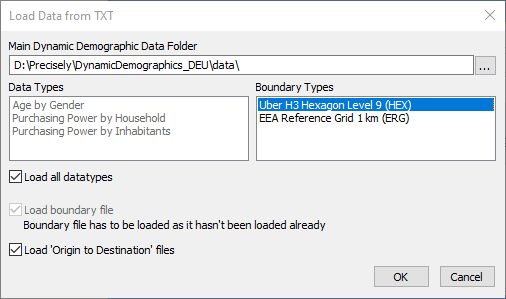 Load Data from TXT
Main Dynamic Demographic Data Folder
D:\Precisely\DynamicDemographics_DEU\data\
...
Data Types
Boundary Types
Age by Gender
Purchasing Power by Household
Purchasing Power by Inhabitants
Uber H3 Hexagon Level 9 (HEX)
EEA Reference Grid 1 km (ERG)
Load all datatypes
Load boundary file
Boundary file has to be loaded as it hasn't been loaded already
Load 'Origin to Destination' files
OK
Cancel